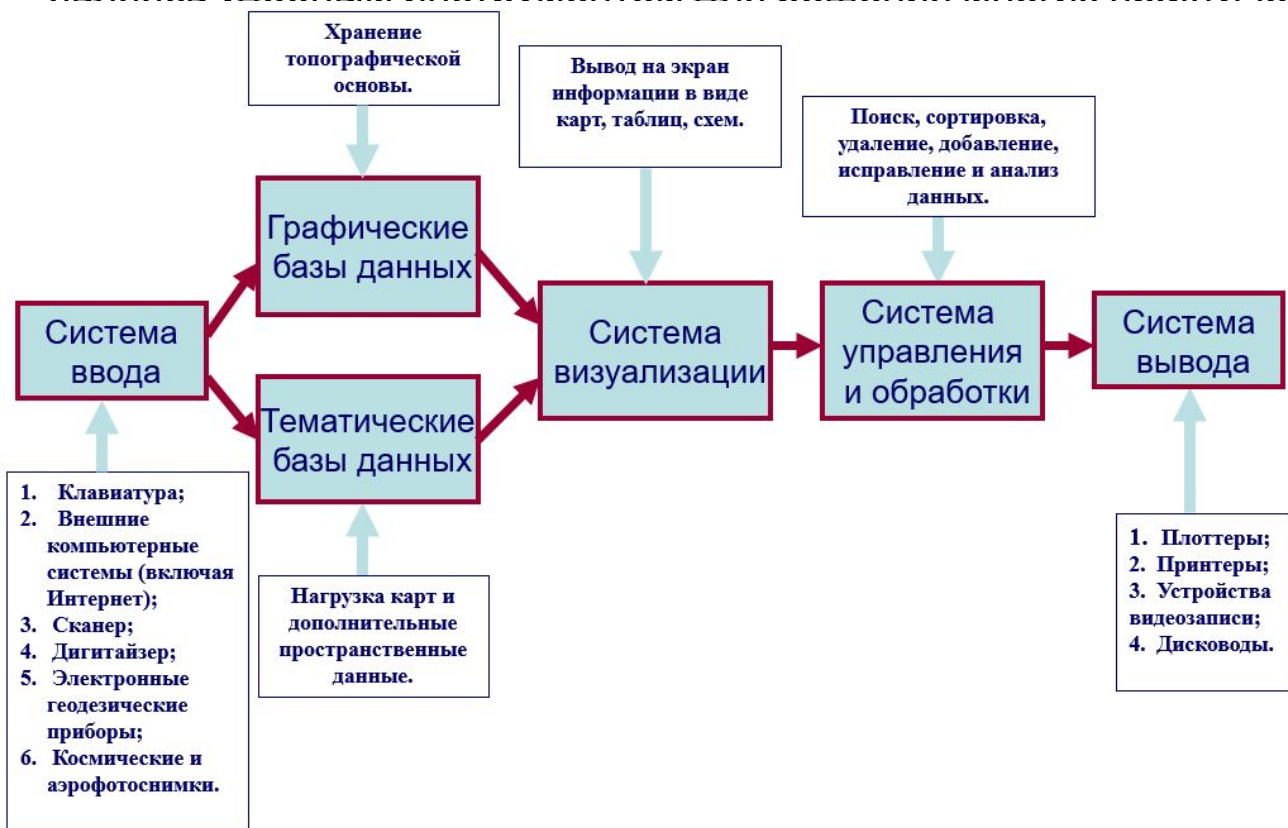 Хранение
топографической
основы.
Вывод на экран
информации в виде
карт, таблиц, схем.
Поиск, сортировка,
удаление, добавление,
исправление и анализ
данных.
Графические
базы данных
Система
ввода
Система
визуализации
Система
управления
и обработки
Система
вывода
Тематические
базы данных
1. Клавиатура;
2. Внешние
компьютерные
системы (включая
Интернет);
3. Сканер;
4. Дигитайзер;
5. Электронные
геодезические
приборы;
6. Космические и
аэрофотоснимки.
Нагрузка карт и
дополнительные
пространственные
данные.
1. Плоттеры;
2. Принтеры;
3. Устройства
видеозаписи;
4. Дисководы.